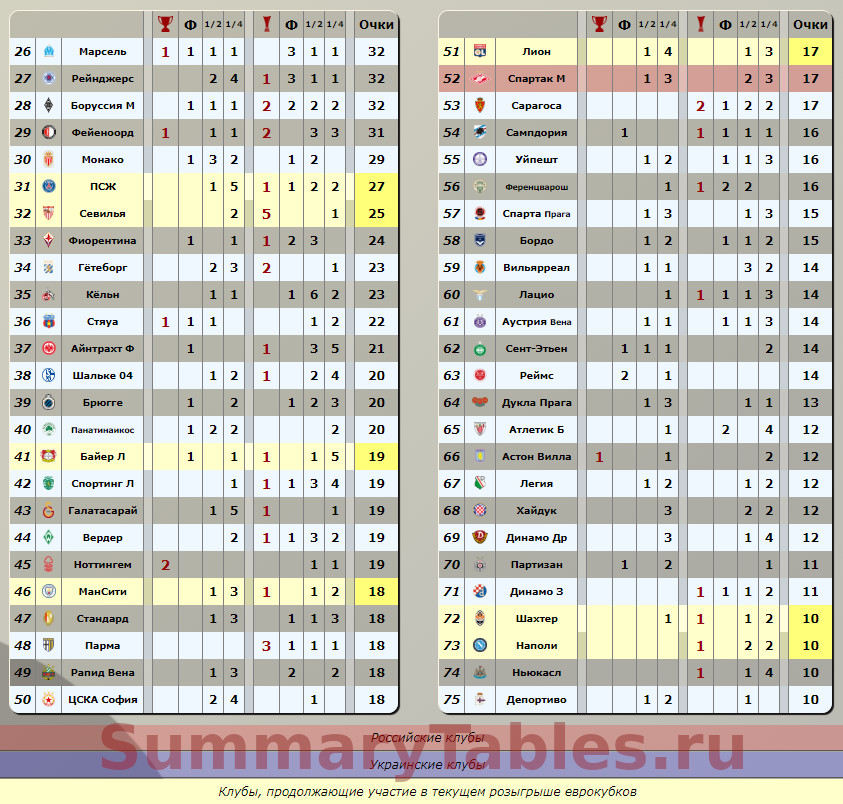 Ф 1/2 1/4 Ф 1/2 1/4 Очки
26 Марсель 1 1 1 1 3 1 1 32
27 Рейнджерс 2 4 1 3 1 1 32
28 Боруссия М 1 1 1 2 2 2 2 32
29 Фейеноорд 1 1 1 2 3 3 31
30 Монако 1 3 2 1 2 29
31 ПСЖ 1 5 1 1 2 2 27
32 Севилья 2 5 1 25
33 Фиорентина 1 1 1 2 3 24
34 Гётеборг 2 3 2 1 23
35 Кёльн 1 1 1 6 2 23
36 Стяуа 1 1 1 1 2 22
37 Айнтрахт Ф 1 1 3 5 21
38 Шальке 04 1 2 1 2 4 20
39 Брюгге 1 2 1 2 3 20
40 Панатинаикос 1 2 2 2 20
41 Байер Л 1 1 1 1 5 19
42 Спортинг Л 1 1 1 3 4 19
43 Галатасарай 1 5 1 1 19
44 Вердер 2 1 1 3 2 19
45 Ноттингем 2 1 1 19
46 МанСити 1 3 1 1 2 18
47 Стандард 1 3 1 1 3 18
48 Парма 3 1 1 1 18
49 Рапид Вена 1 3 2 2 18
50 ЦСКА София 2 4 1 18
Ф 1/2 1/4 Ф 1/2 1/4 Очки
51 Лион 1 4 1 3 17
52 Спартак М 1 3 2 3 17
53 Сарагоса 2 1 2 2 17
54 Сампдория 1 1 1 1 1 16
55 Уйпешт 1 2 1 1 3 16
56 Ференцварош 1 1 2 2 16
57 Спарта Прага 1 3 1 3 15
58 Бордо 1 2 1 1 2 15
59 Вильярреал 1 1 3 2 14
60 Лацио 1 1 1 1 3 14
61 Аустрия Вена 1 1 1 1 3 14
62 Сент-Этьен 1 1 1 2 14
63 Реймс 2 1 14
64 Дукла Прага 1 3 1 1 13
65 Атлетик Б 1 2 4 12
66 Астон Вилла 1 1 2 12
67 Легия 1 2 1 2 12
68 Хайдук 3 2 2 12
69 Динамо Др 3 1 4 12
70 Партизан 1 2 1 11
71 Динамо З 1 1 1 2 11
72 Шахтер 1 1 1 2 10
73 Наполи 1 2 2 10
74 Ньюкасл 1 1 4 10
75 Депортиво 1 2 1 10
Российские клубы
SummaryTables.ru
Украинские клубы
Клубы, продолжающие участие в текущем розыгрыше еврокубков